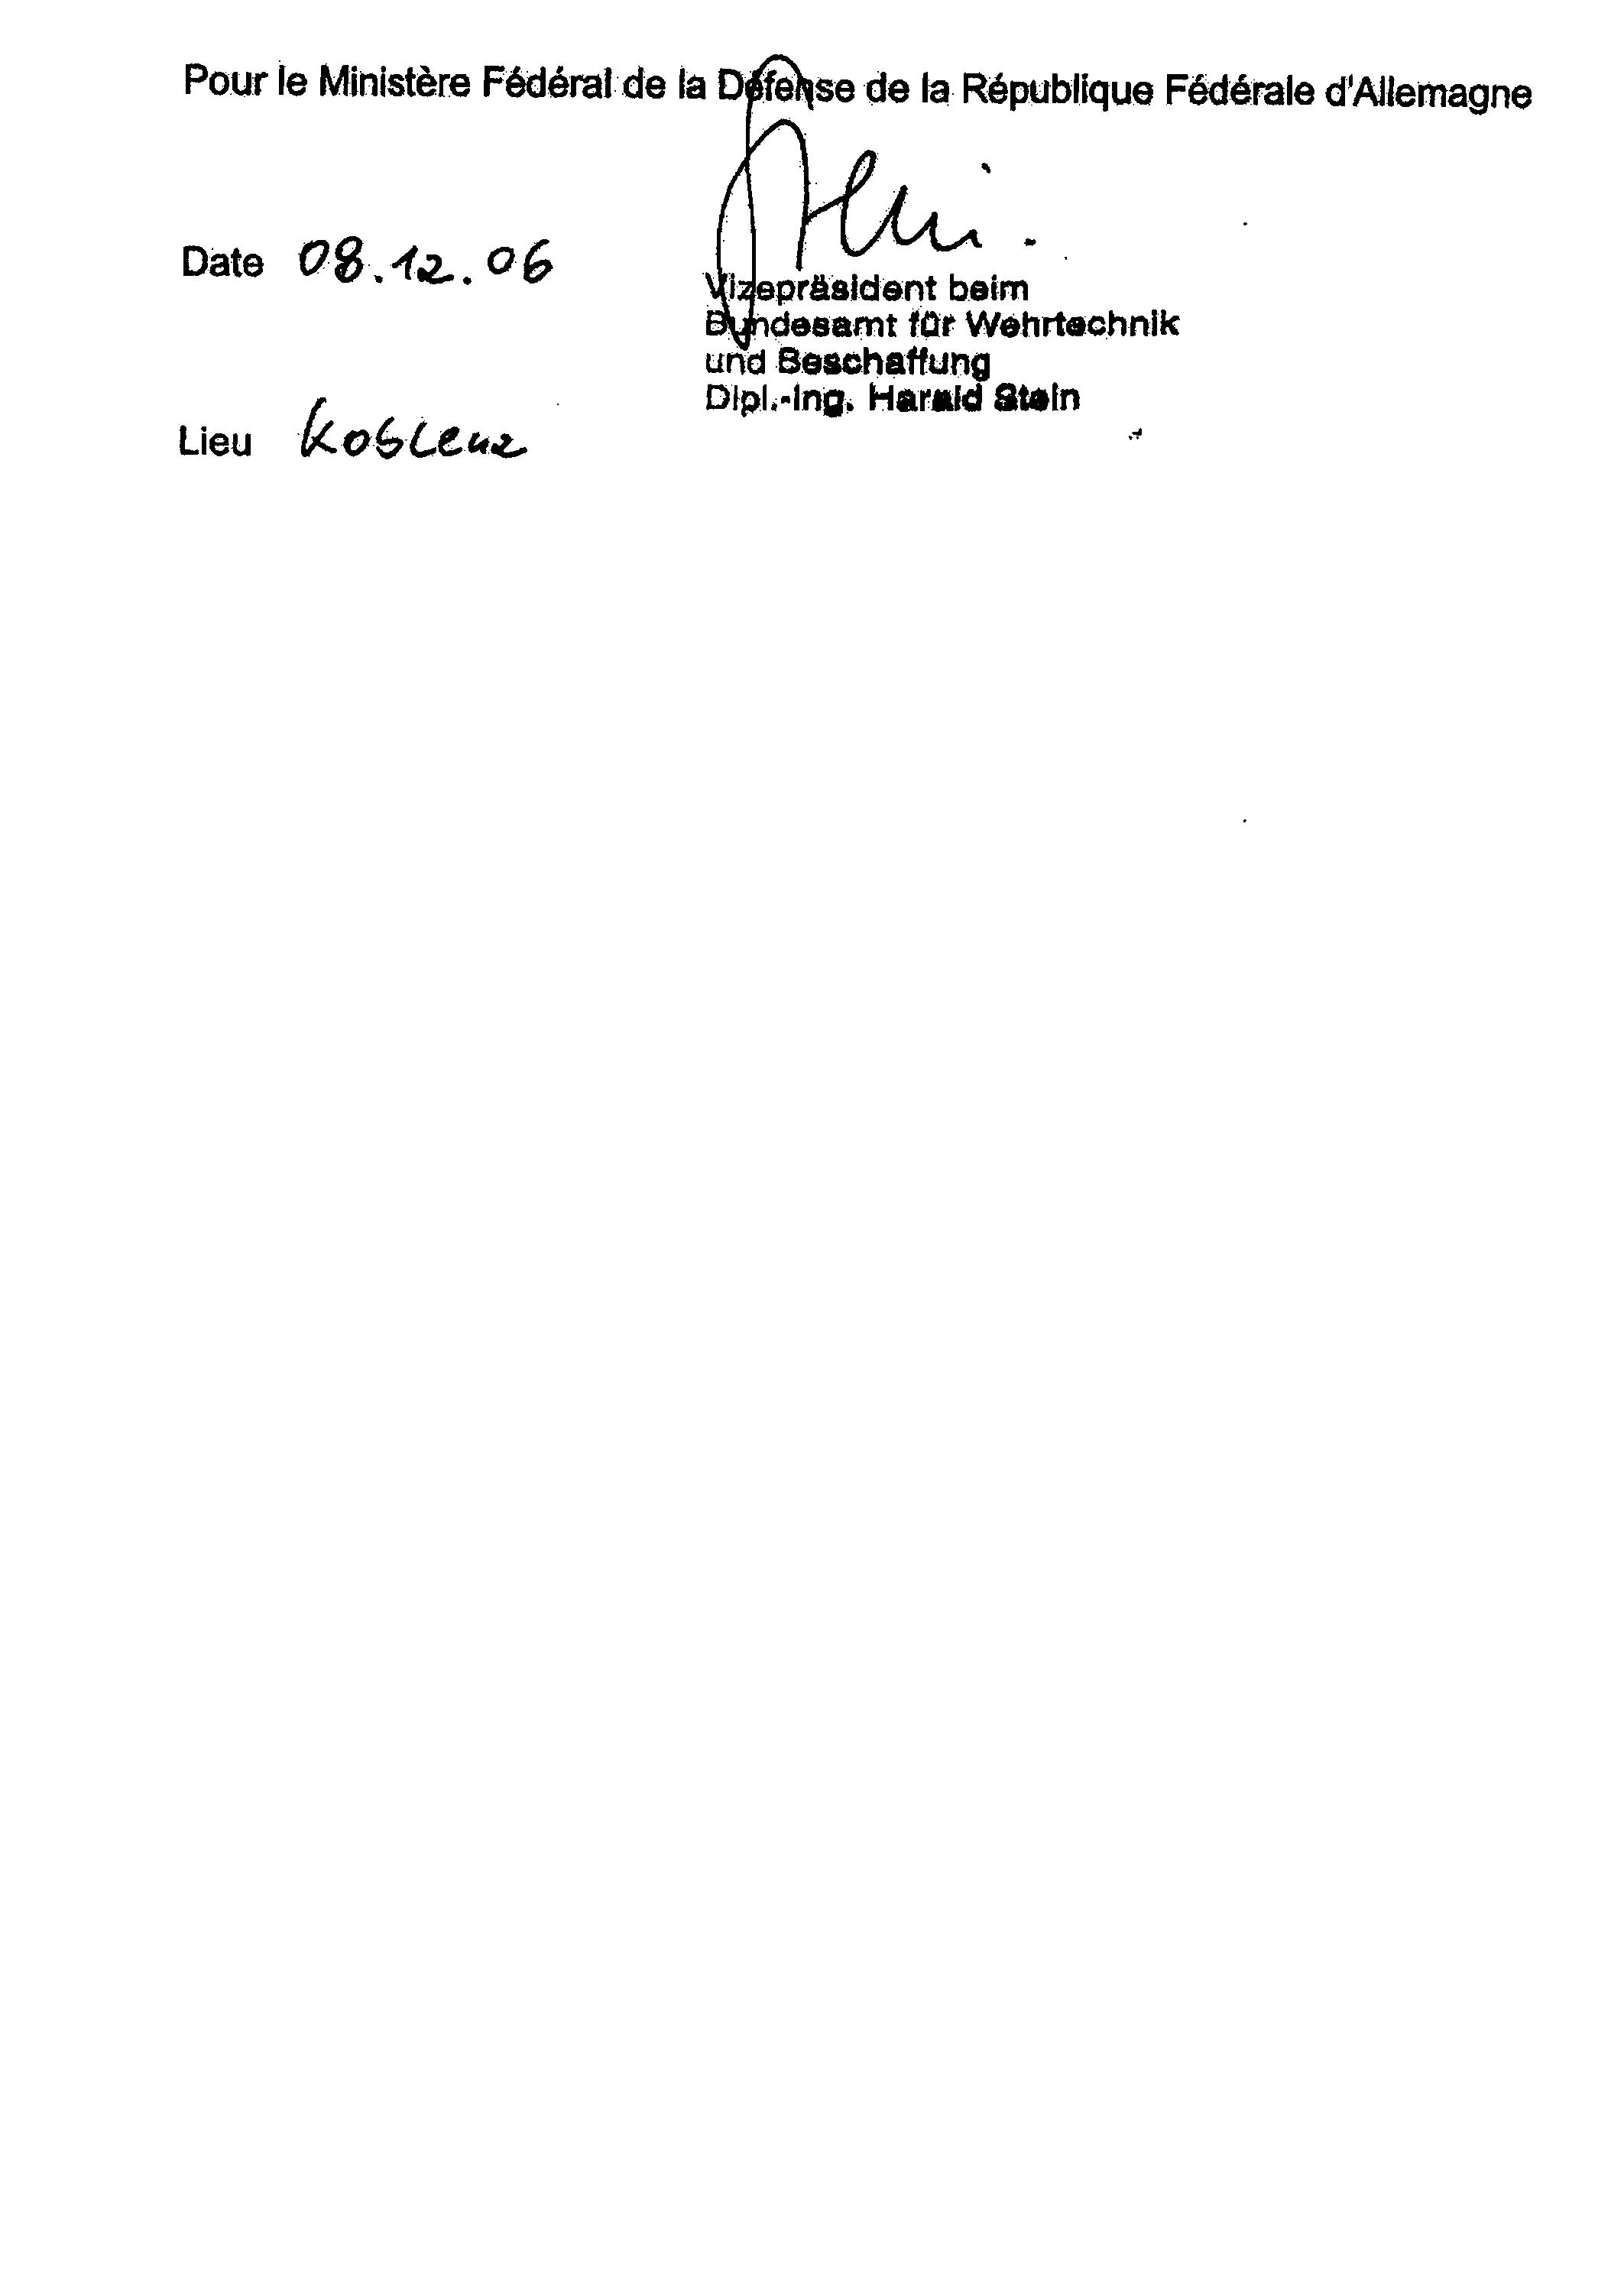 Pour le Ministère Fédéral de la Défense de la République Fédérale d'Allemagne
Date 08.12.06
Vizepräsident beim
Bundesamt für Wehrtechnik
und Beschaffung
Dipl.-Ing. Harald Stein
Lieu Koblenz